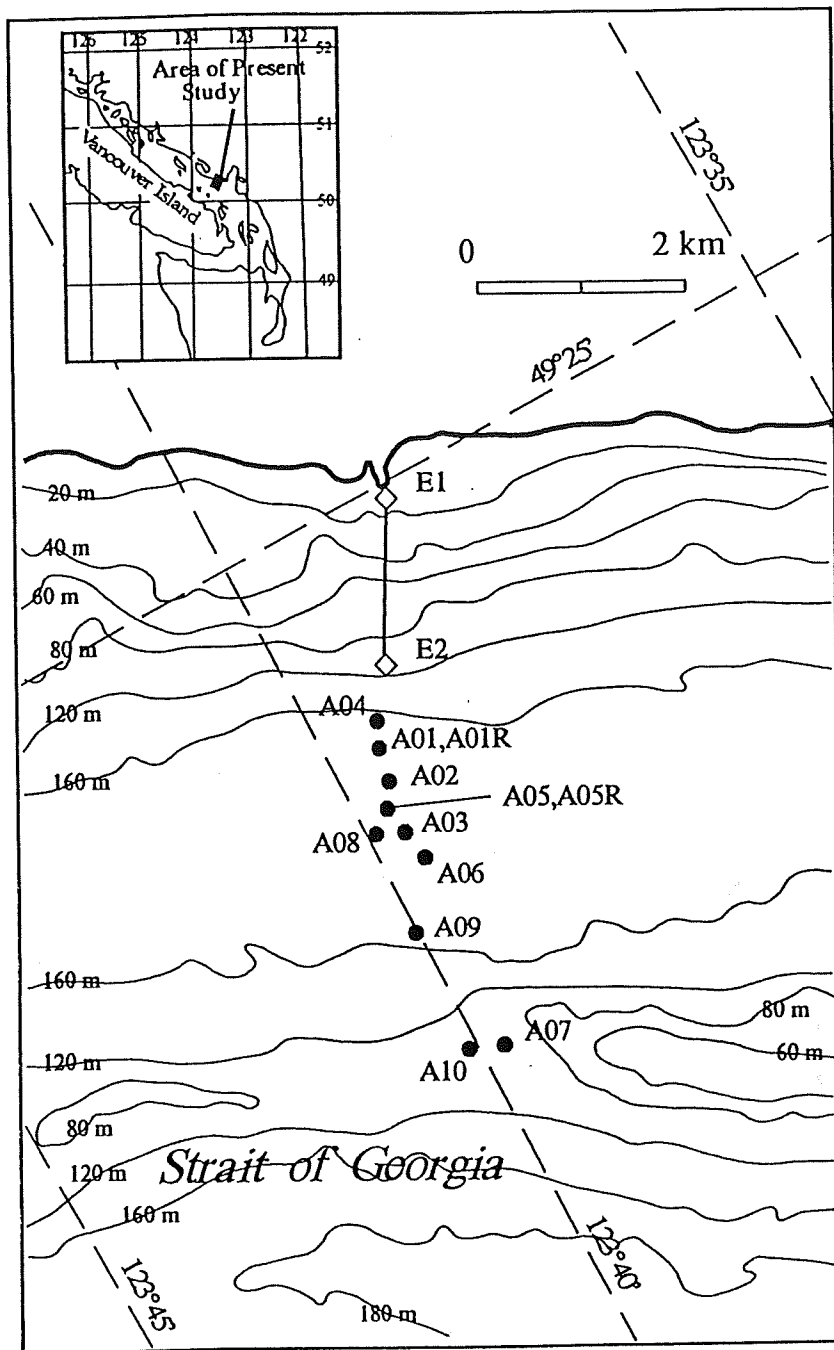 126 125 124 123 122
52
Area of Present
Study
51
Vancouver Island
50
49
123°35'
0 2 km
49°25'
E1
20 m
40 m
60 m
80 m
E2
120 m
A04
A01,A01R
160 m
A02
A05,A05R
A08
A03
A06
A09
160 m
80 m
A07
60 m
120 m
A10
80 m
120 m
Strait of Georgia
160 m
123°40'
123°45'
180 m